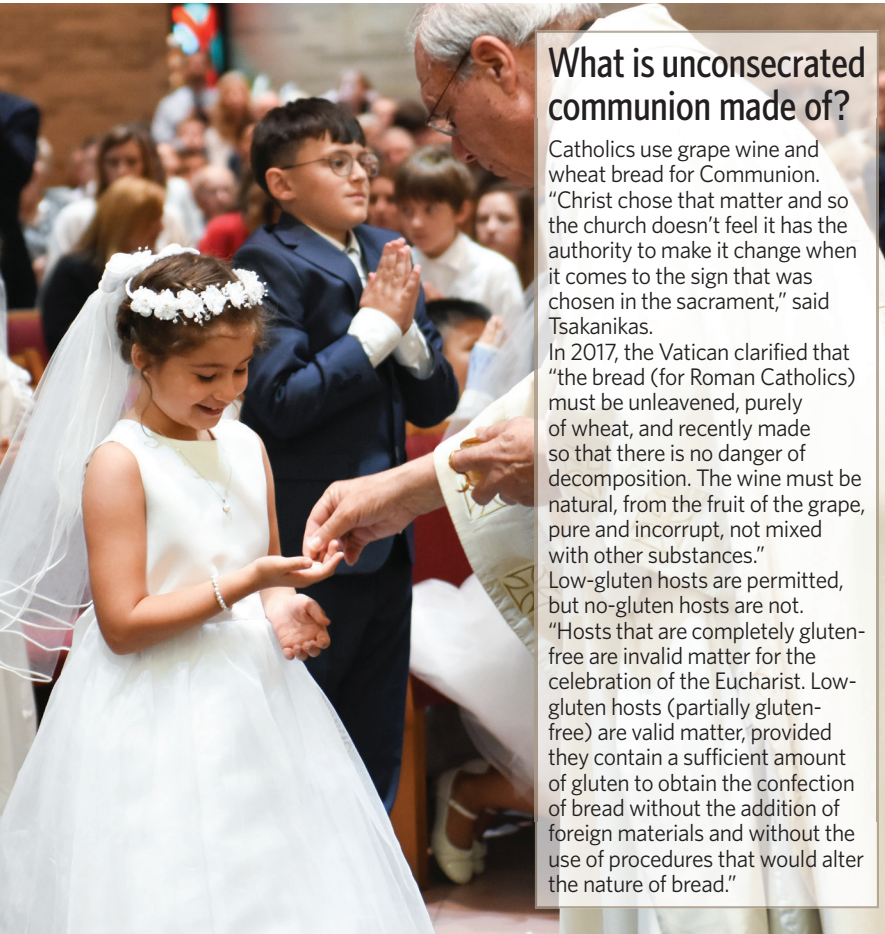 What is unconsecrated
communion made of?
Catholics use grape wine and
wheat bread for Communion.
“Christ chose that matter and so
the church doesn’t feel it has the
authority to make it change when
it comes to the sign that was
chosen in the sacrament,” said
Tsakanikas.
In 2017, the Vatican clarified that
“the bread (for Roman Catholics)
must be unleavened, purely
of wheat, and recently made
so that there is no danger of
decomposition. The wine must be
natural, from the fruit of the grape,
pure and incorrupt, not mixed
with other substances.”
Low-gluten hosts are permitted,
but no-gluten hosts are not.
“Hosts that are completely gluten-
free are invalid matter for the
celebration of the Eucharist. Low-
gluten hosts (partially gluten-
free) are valid matter, provided
they contain a sufficient amount
of gluten to obtain the confection
of bread without the addition of
foreign materials and without the
use of procedures that would alter
the nature of bread.”